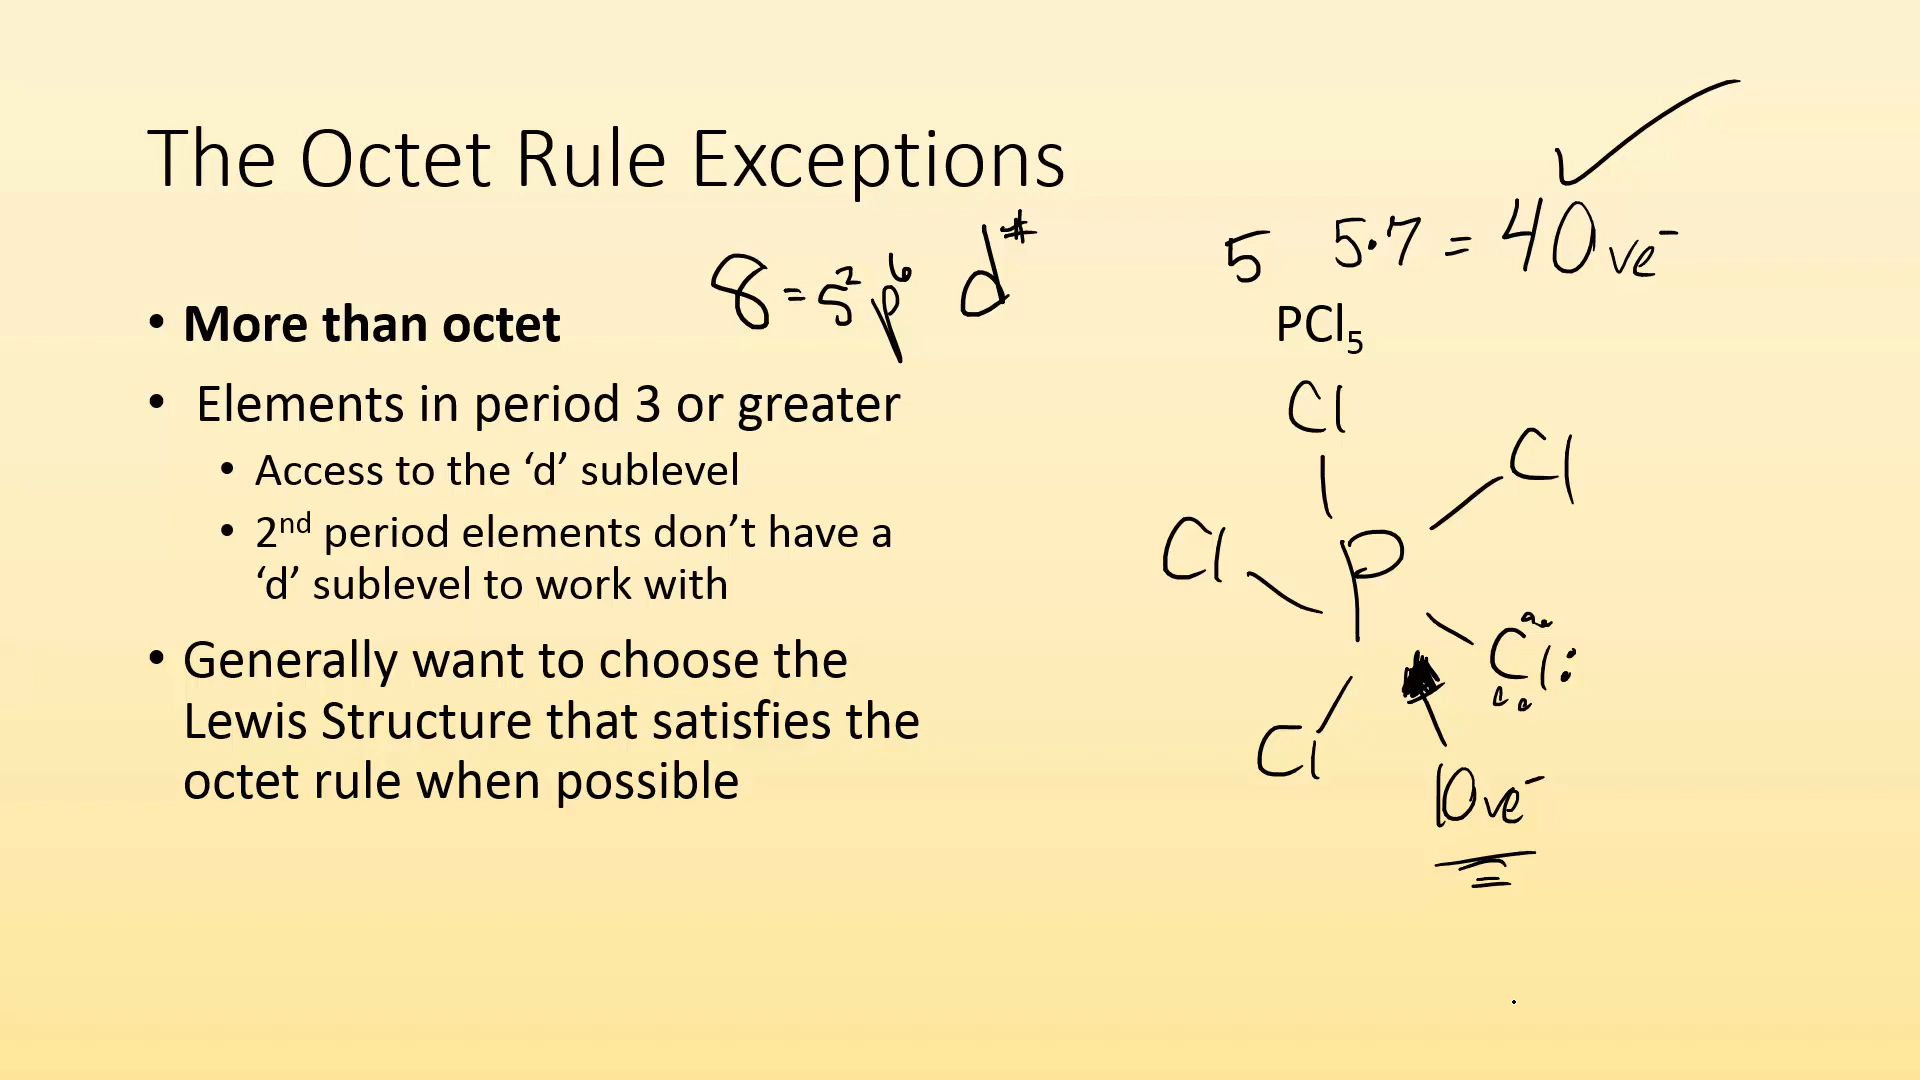 The Octet Rule Exceptions
8 = s² p⁶ d^#
5 5·7 = 40 ve⁻
• More than octet
PCl₅
• Elements in period 3 or greater
• Access to the ‘d’ sublevel
• 2nd period elements don’t have a
‘d’ sublevel to work with
• Generally want to choose the
Lewis Structure that satisfies the
octet rule when possible
Cl
Cl
Cl P
Cl:
Cl
10 ve⁻